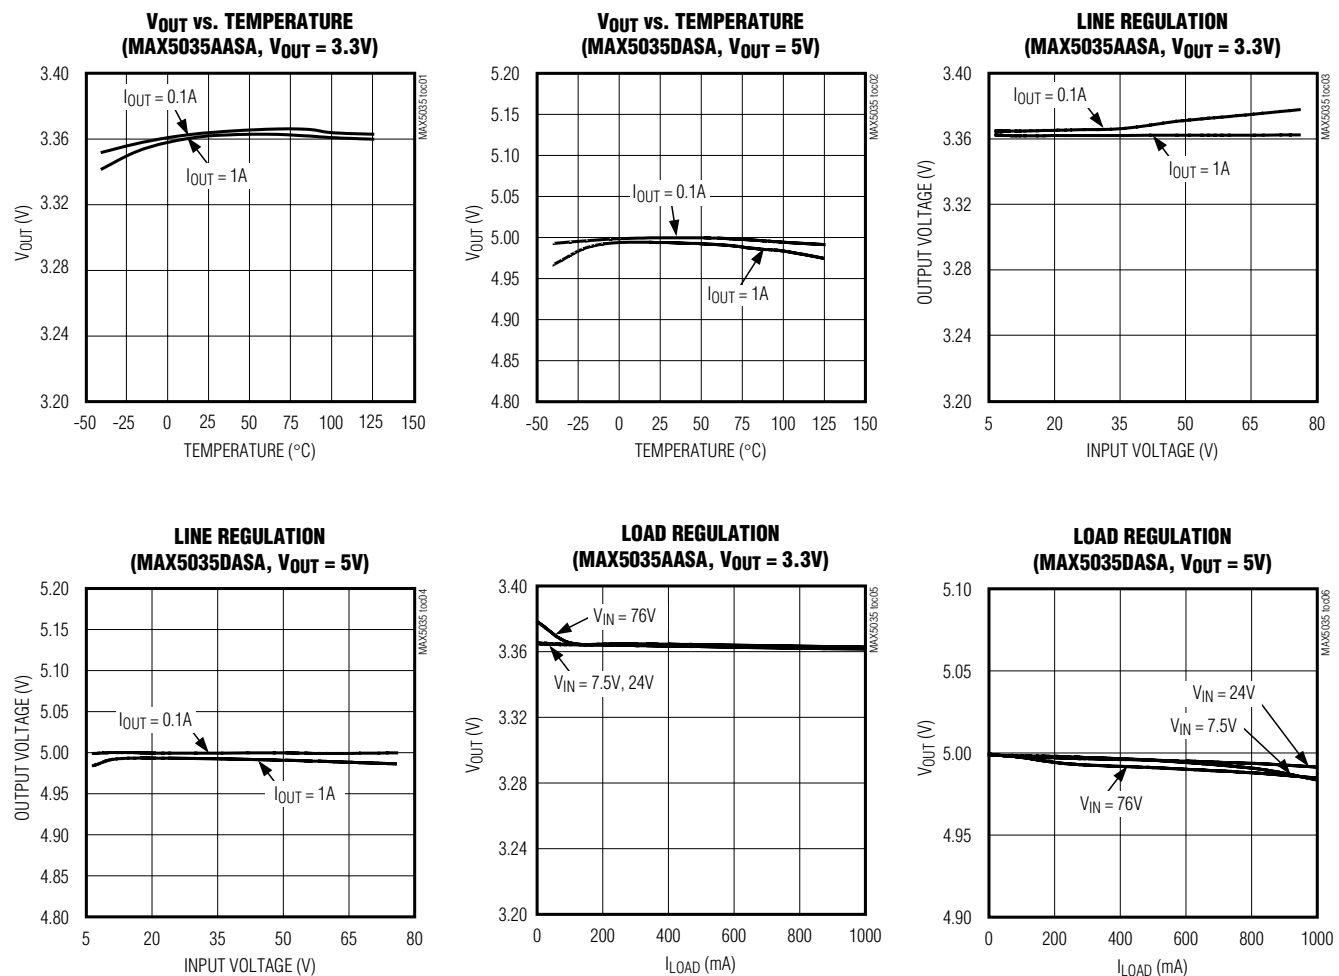 VOUT vs. TEMPERATURE
(MAX5035AASA, VOUT = 3.3V)
3.40
3.36
3.32
3.28
3.24
3.20
VOUT (V)
IOUT = 0.1A
IOUT = 1A
-50 -25 0 25 50 75 100 125 150
TEMPERATURE (°C)
MAX5035 toc01
VOUT vs. TEMPERATURE
(MAX5035DASA, VOUT = 5V)
5.20
5.15
5.10
5.05
5.00
4.95
4.90
4.85
4.80
VOUT (V)
IOUT = 0.1A
IOUT = 1A
-50 -25 0 25 50 75 100 125 150
TEMPERATURE (°C)
MAX5035 toc02
LINE REGULATION
(MAX5035AASA, VOUT = 3.3V)
3.40
3.36
3.32
3.28
3.24
3.20
OUTPUT VOLTAGE (V)
IOUT = 0.1A
IOUT = 1A
5 20 35 50 65 80
INPUT VOLTAGE (V)
MAX5035 toc03
LINE REGULATION
(MAX5035DASA, VOUT = 5V)
5.20
5.15
5.10
5.05
5.00
4.95
4.90
4.85
4.80
OUTPUT VOLTAGE (V)
IOUT = 0.1A
IOUT = 1A
5 20 35 50 65 80
INPUT VOLTAGE (V)
MAX5035 toc04
LOAD REGULATION
(MAX5035AASA, VOUT = 3.3V)
3.40
3.36
3.32
3.28
3.24
3.20
VOUT (V)
VIN = 76V
VIN = 7.5V, 24V
0 200 400 600 800 1000
ILOAD (mA)
MAX5035 toc05
LOAD REGULATION
(MAX5035DASA, VOUT = 5V)
5.10
5.05
5.00
4.95
4.90
VOUT (V)
VIN = 24V
VIN = 7.5V
VIN = 76V
0 200 400 600 800 1000
ILOAD (mA)
MAX5035 toc06